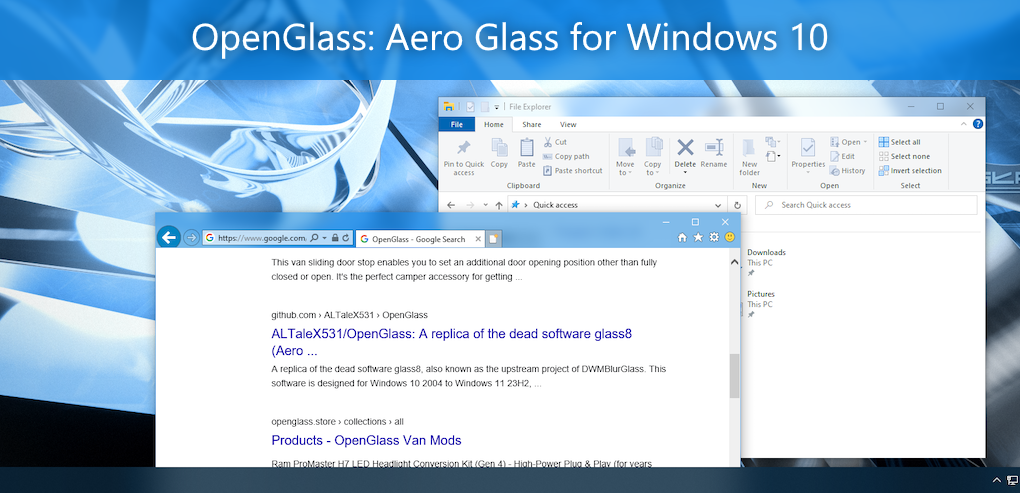 OpenGlass: Aero Glass for Windows 10
File Explorer
File Home Share View
Pin to Quick access
Copy
Paste
Cut
Copy path
Paste shortcut
Clipboard
Move to
Copy to
Delete
Rename
Organize
New folder
New
Properties
Open
Edit
History
Open
Select all
Select none
Invert selection
Select
Quick access
Search Quick access
Downloads
This PC
Pictures
This PC
https://www.google.com
OpenGlass - Google Search
This van sliding door stop enables you to set an additional door opening position other than fully
closed or open. It's the perfect camper accessory for getting ...
github.com › ALTaleX531 › OpenGlass
ALTaleX531/OpenGlass: A replica of the dead software glass8
(Aero ...
A replica of the dead software glass8, also known as the upstream project of DWMBlurGlass. This
software is designed for Windows 10 2004 to Windows 11 23H2, ...
openglass.store › collections › all
Products - OpenGlass Van Mods
Ram ProMaster H7 LED Headlight Conversion Kit (Gen 4) - High-Power Plug & Play (for years